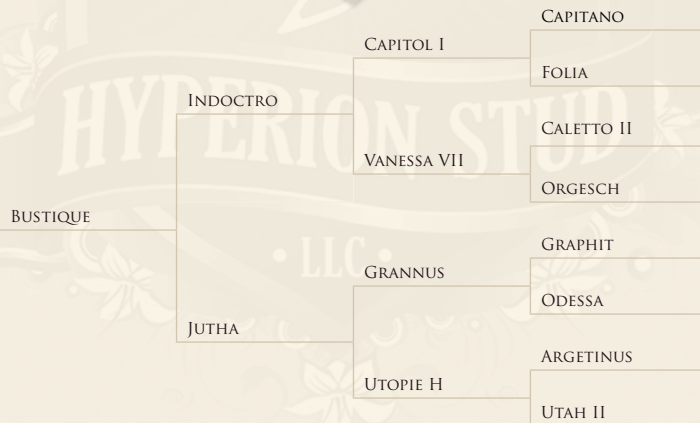 Capitano
Capitol I
Folia
Indoctro
Caletto II
Vanessa VII
Orgesch
Bustique
Graphit
Grannus
Odessa
Jutha
Argetinus
Utopie H
Utah II
HYPERION STUD
• LLC •